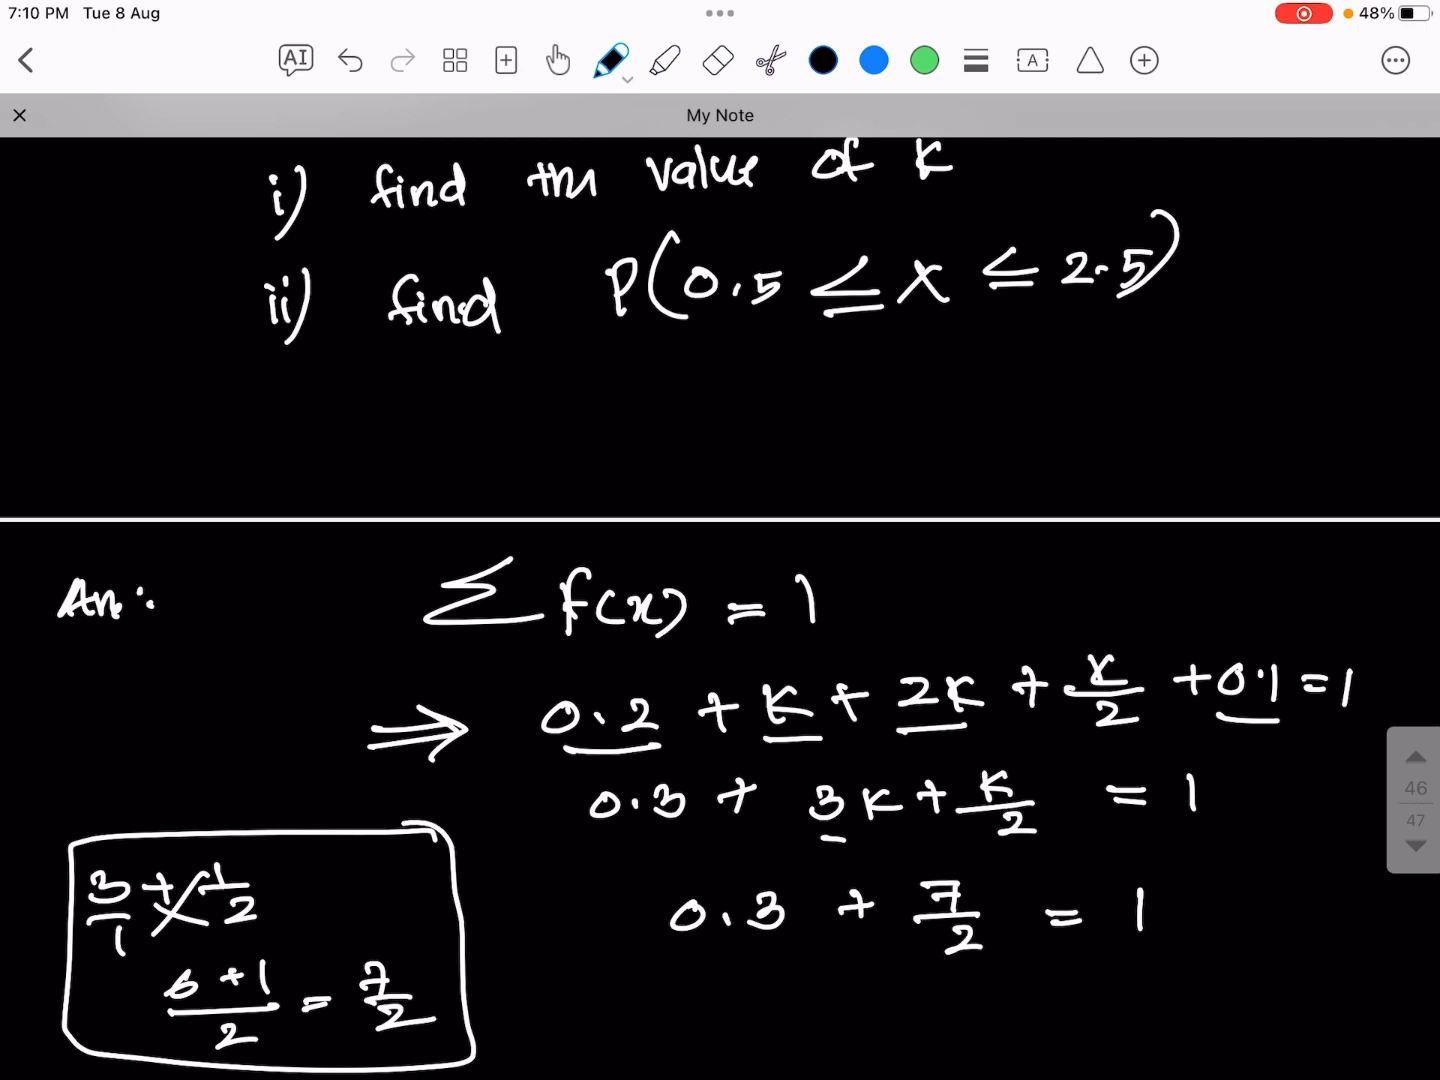 7:10 PM Tue 8 Aug
48%
AI
A
My Note
i) find the value of K
ii) find P(0.5 ≤ X ≤ 2.5)
Ans:
Σ f(x) = 1
⇒ 0.2 + K + 2K + K/2 + 0.1 = 1
0.3 + 3K + K/2 = 1
0.3 + 7/2 = 1
3/1 + 1/2
6+1/2 = 7/2
46
47